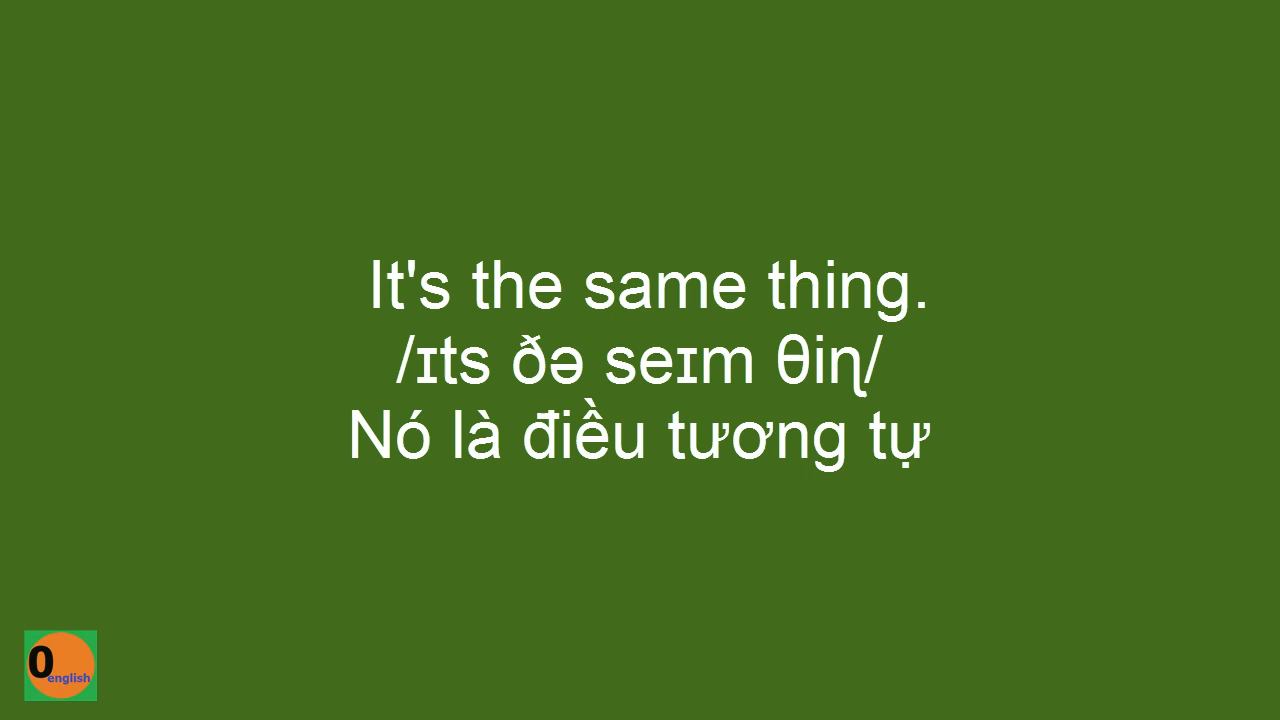 It's the same thing.
/ɪts ðə seɪm θiɳ/
Nó là điều tương tự
0
english